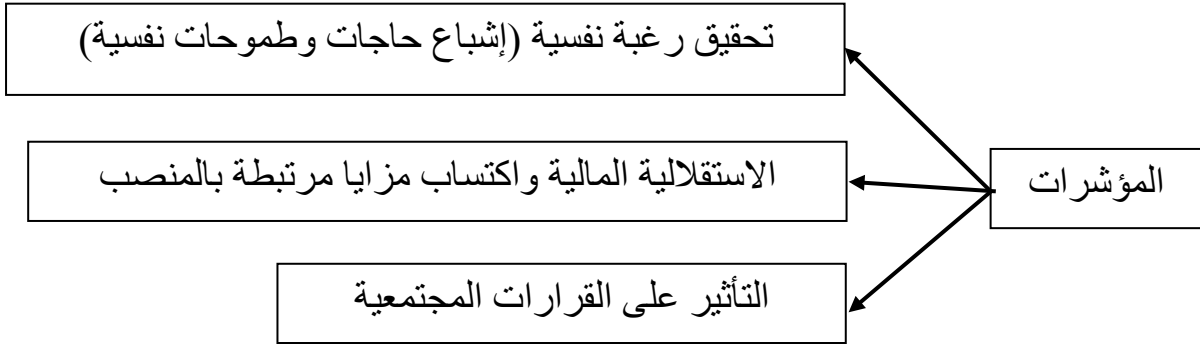 تحقيق رغبة نفسية (إشباع حاجات وطموحات نفسية)
الاستقلالية المالية واكتساب مزايا مرتبطة بالمنصب
المؤشرات
التأثير على القرارات المجتمعية